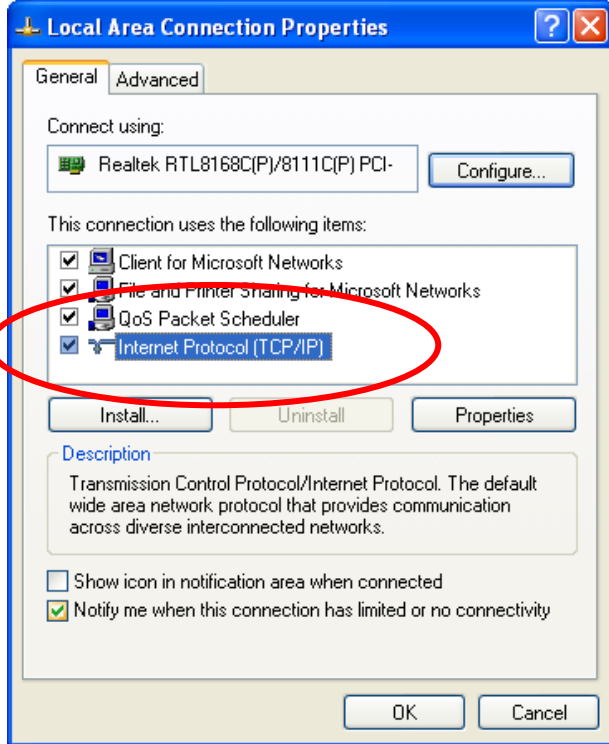 Local Area Connection Properties
General Advanced
Connect using:
Realtek RTL8168C(P)/8111C(P) PCI-
Configure...
This connection uses the following items:
Client for Microsoft Networks
File and Printer Sharing for Microsoft Networks
QoS Packet Scheduler
Internet Protocol (TCP/IP)
Install... Uninstall Properties
Description
Transmission Control Protocol/Internet Protocol. The default
wide area network protocol that provides communication
across diverse interconnected networks.
Show icon in notification area when connected
Notify me when this connection has limited or no connectivity
OK Cancel